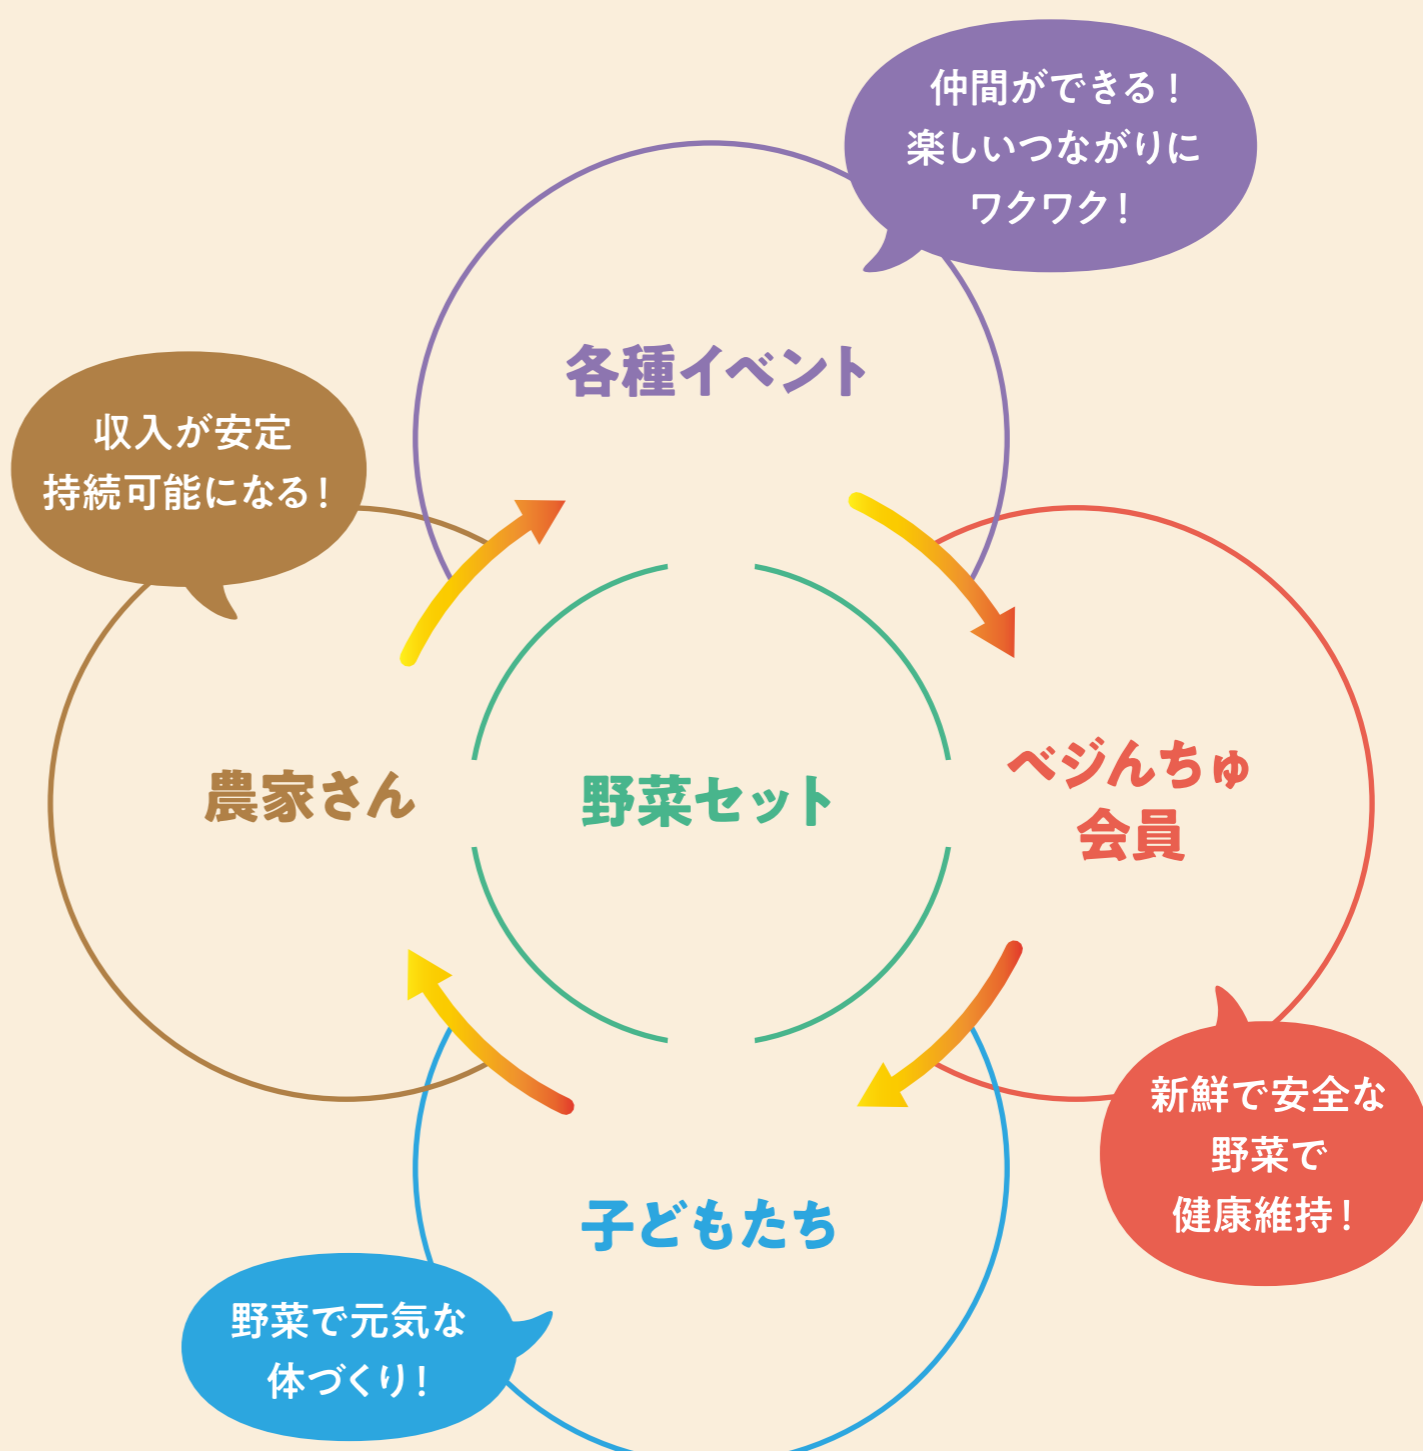 仲間ができる！
楽しいつながりに
ワクワク！
各種イベント
収入が安定
持続可能になる！
農家さん
野菜セット
ベジんちゅ
会員
新鮮で安全な
野菜で
健康維持！
子どもたち
野菜で元気な
体づくり！